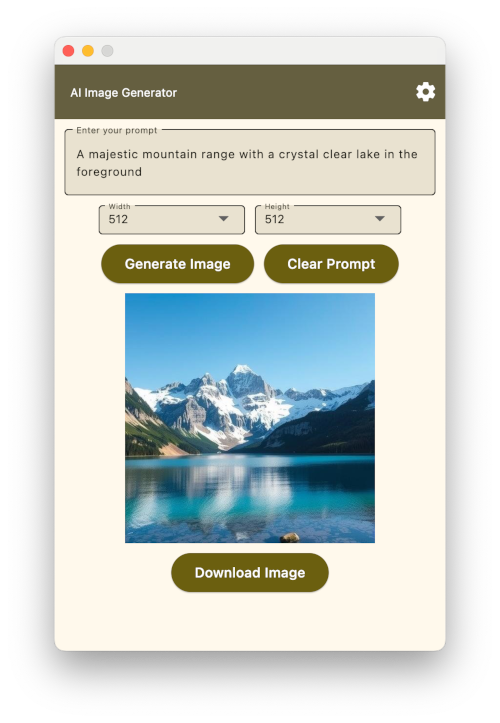 AI Image Generator
Enter your prompt
A majestic mountain range with a crystal clear lake in the
foreground
Width
Height
512
512
Generate Image
Clear Prompt
Download Image